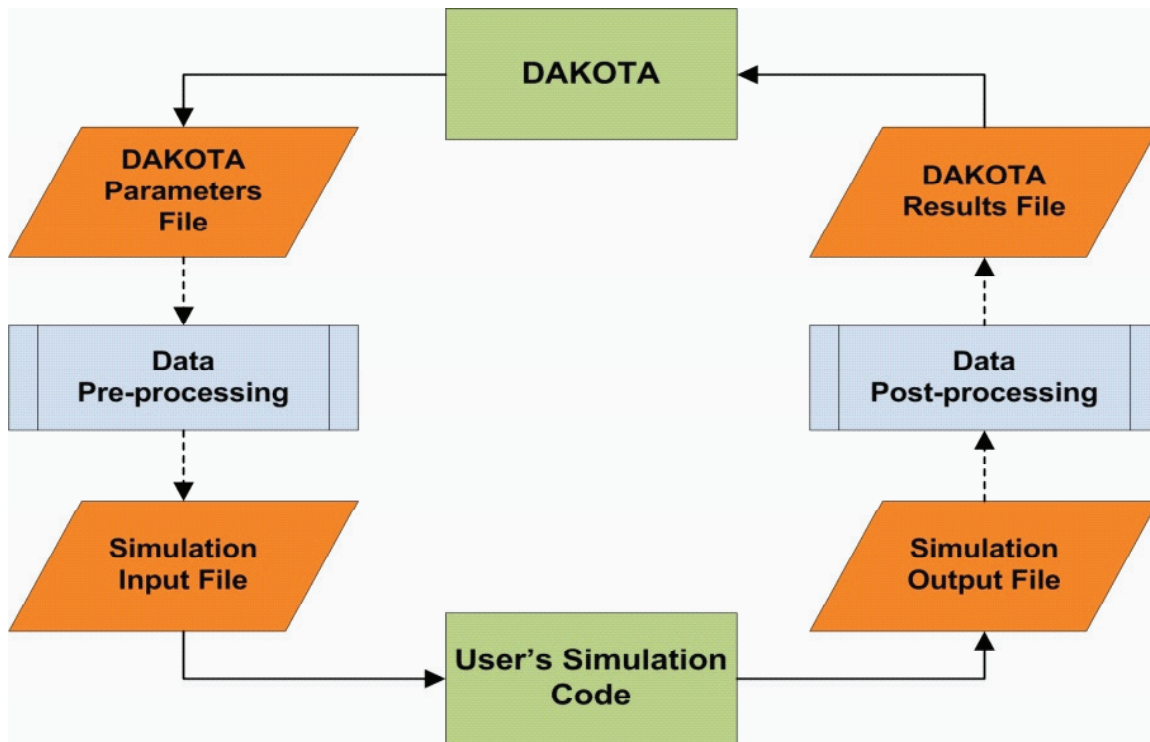 DAKOTA
DAKOTA
Parameters
File
DAKOTA
Results File
Data
Pre-processing
Data
Post-processing
Simulation
Input File
Simulation
Output File
User's Simulation
Code